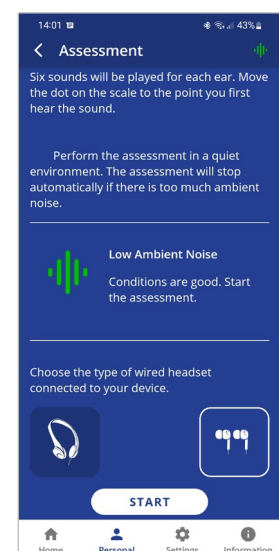 14:01
43%
Assessment
Six sounds will be played for each ear. Move
the dot on the scale to the point you first
hear the sound.
Perform the assessment in a quiet
environment. The assessment will stop
automatically if there is too much ambient
noise.
Low Ambient Noise
Conditions are good. Start
the assessment.
Choose the type of wired headset
connected to your device.
START
Home Personal Settings Information